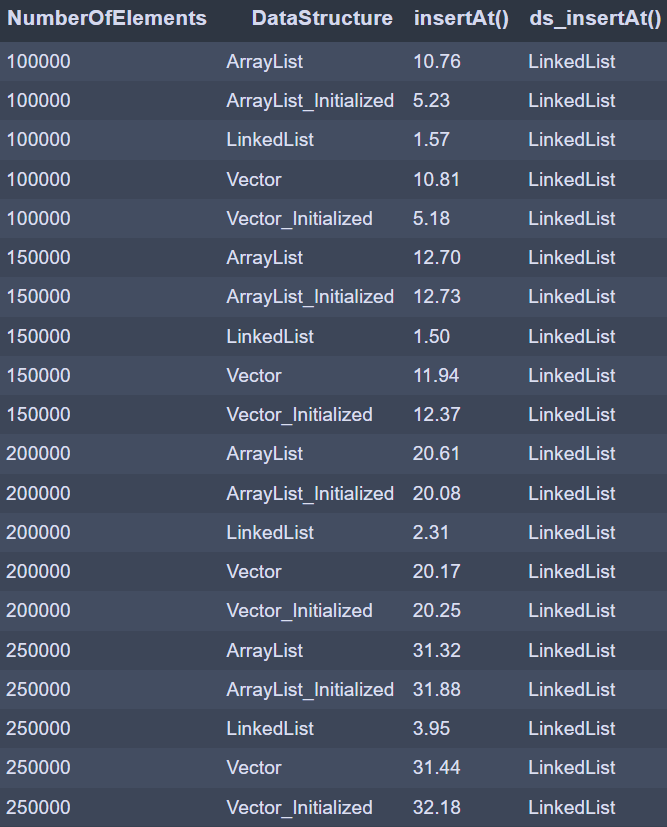 NumberOfElements DataStructure insertAt() ds_insertAt()
100000 ArrayList 10.76 LinkedList
100000 ArrayList_Initialized 5.23 LinkedList
100000 LinkedList 1.57 LinkedList
100000 Vector 10.81 LinkedList
100000 Vector_Initialized 5.18 LinkedList
150000 ArrayList 12.70 LinkedList
150000 ArrayList_Initialized 12.73 LinkedList
150000 LinkedList 1.50 LinkedList
150000 Vector 11.94 LinkedList
150000 Vector_Initialized 12.37 LinkedList
200000 ArrayList 20.61 LinkedList
200000 ArrayList_Initialized 20.08 LinkedList
200000 LinkedList 2.31 LinkedList
200000 Vector 20.17 LinkedList
200000 Vector_Initialized 20.25 LinkedList
250000 ArrayList 31.32 LinkedList
250000 ArrayList_Initialized 31.88 LinkedList
250000 LinkedList 3.95 LinkedList
250000 Vector 31.44 LinkedList
250000 Vector_Initialized 32.18 LinkedList